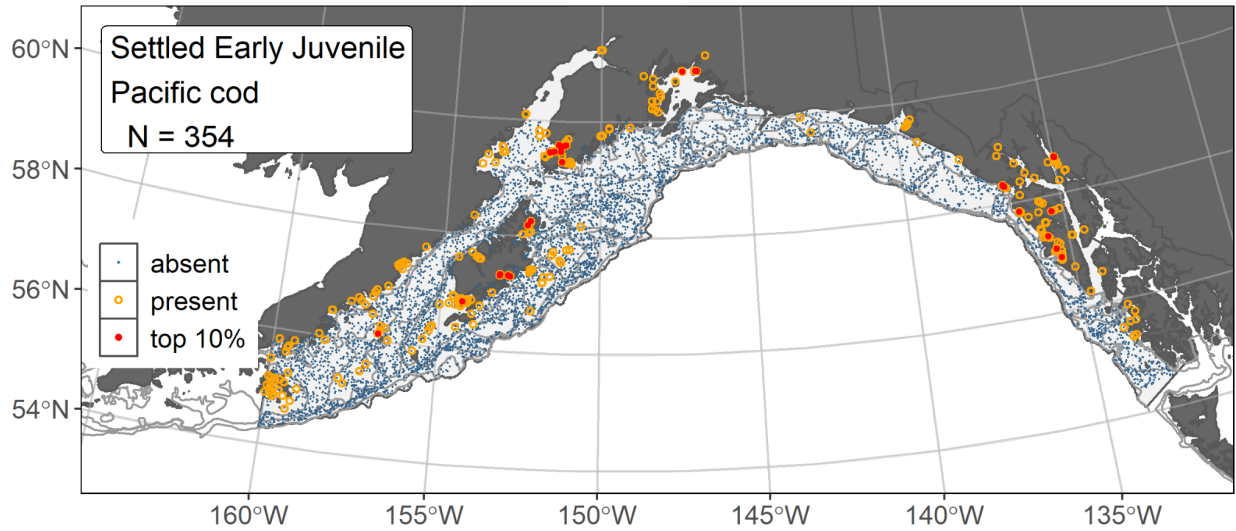 Settled Early Juvenile
Pacific cod
N = 354
60°N
58°N
56°N
54°N
absent
present
top 10%
160°W
155°W
150°W
145°W
140°W
135°W